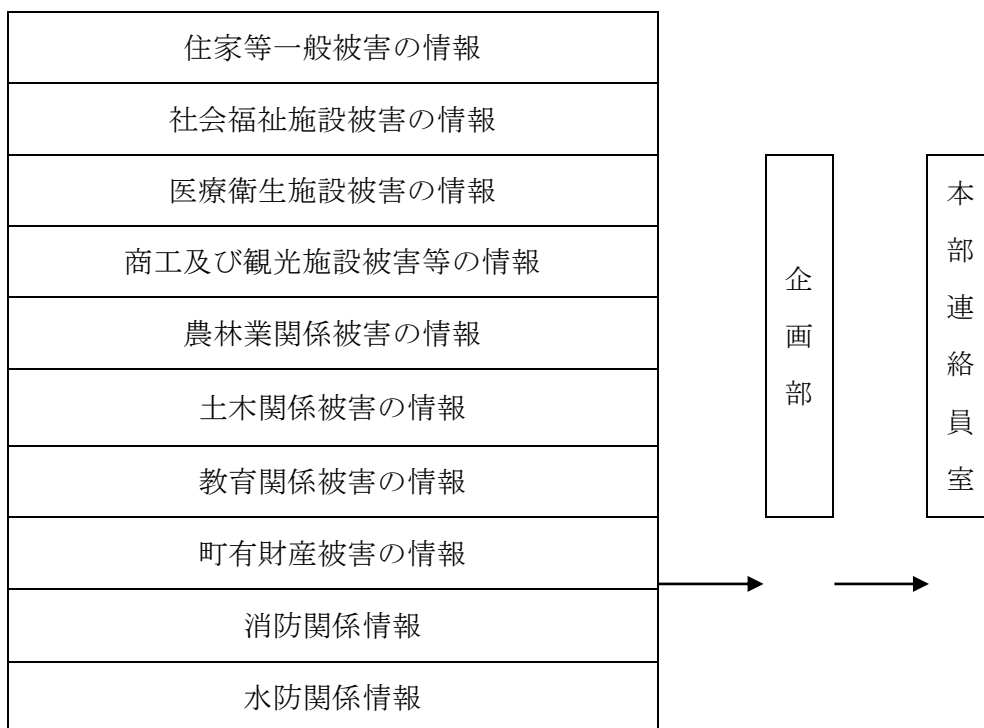 住家等一般被害の情報
社会福祉施設被害の情報
医療衛生施設被害の情報
商工及び観光施設被害等の情報
農林業関係被害の情報
土木関係被害の情報
教育関係被害の情報
町有財産被害の情報
消防関係情報
水防関係情報
企画部
本部連絡員室